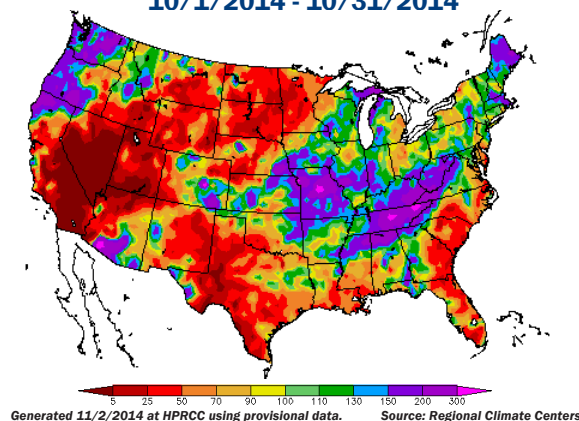 10/1/2014 - 10/31/2014
5 25 50 70 90 100 110 130 150 200 300
Generated 11/2/2014 at HPRCC using provisional data. Source: Regional Climate Centers